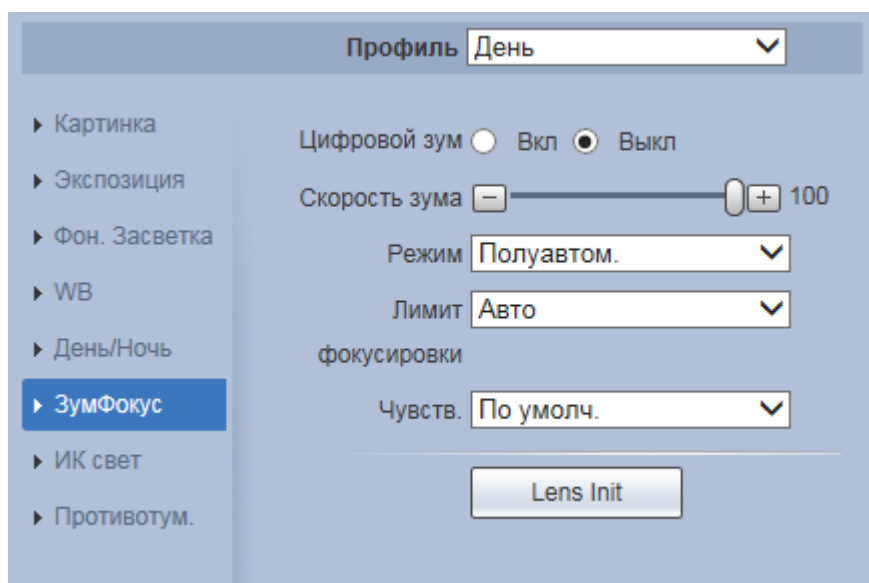 Профиль День
Картинка
Экспозиция
Фон. Засветка
WB
День/Ночь
ЗумФокус
ИК свет
Противотум.
Цифровой зум Вкл Выкл
Скорость зума 100
Режим Полуавтом.
Лимит Авто
фокусировки
Чувств. По умолч.
Lens Init